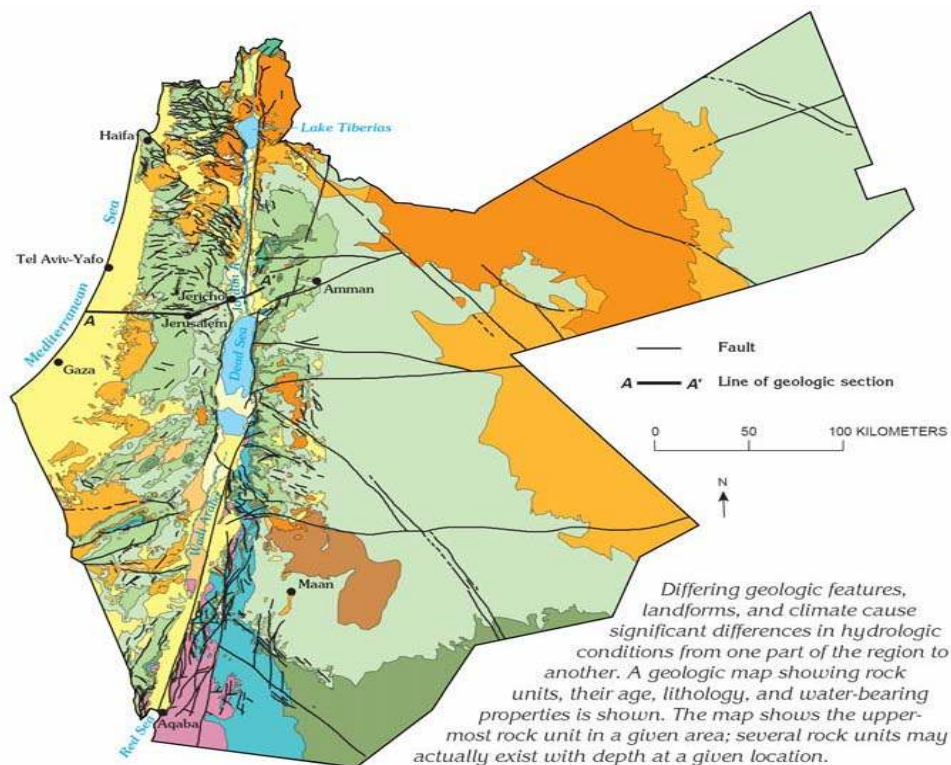 Lake Tiberias
Haifa
Mediterranean Sea
Tel Aviv-Yafo
Jericho
A'
Amman
A
Jerusalem
Dead Sea
Gaza
Fault
A — A' Line of geologic section
0 50 100 KILOMETERS
N
Maan
Differing geologic features,
landforms, and climate cause
significant differences in hydrologic
conditions from one part of the region to
another. A geologic map showing rock
units, their age, lithology, and water-bearing
properties is shown. The map shows the upper-
most rock unit in a given area; several rock units may
actually exist with depth at a given location.
Aqaba
Red Sea